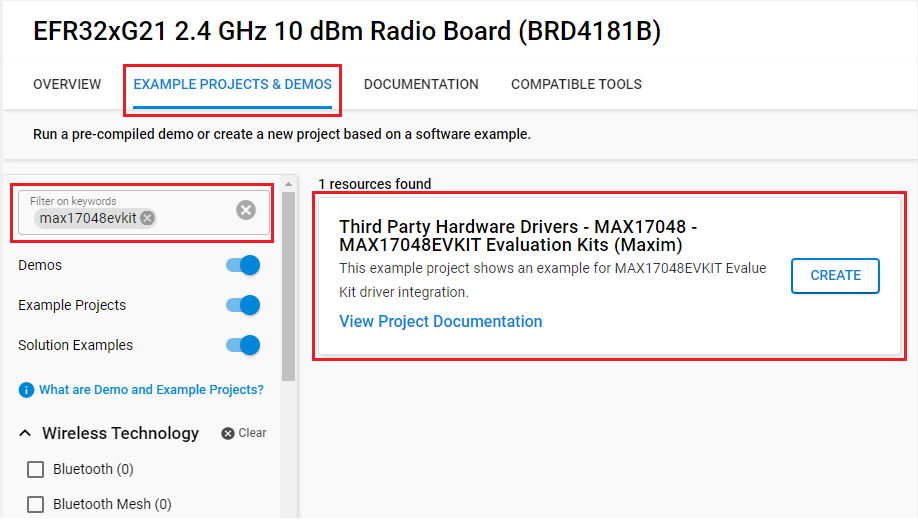 EFR32xG21 2.4 GHz 10 dBm Radio Board (BRD4181B)
OVERVIEW EXAMPLE PROJECTS & DEMOS DOCUMENTATION COMPATIBLE TOOLS
Run a pre-compiled demo or create a new project based on a software example.
Filter on keywords
max17048evkit
Demos
Example Projects
Solution Examples
What are Demo and Example Projects?
Wireless Technology Clear
Bluetooth (0)
Bluetooth Mesh (0)
1 resources found
Third Party Hardware Drivers - MAX17048 -
MAX17048EVKIT Evaluation Kits (Maxim)
This example project shows an example for MAX17048EVKIT Evalue
Kit driver integration.
CREATE
View Project Documentation